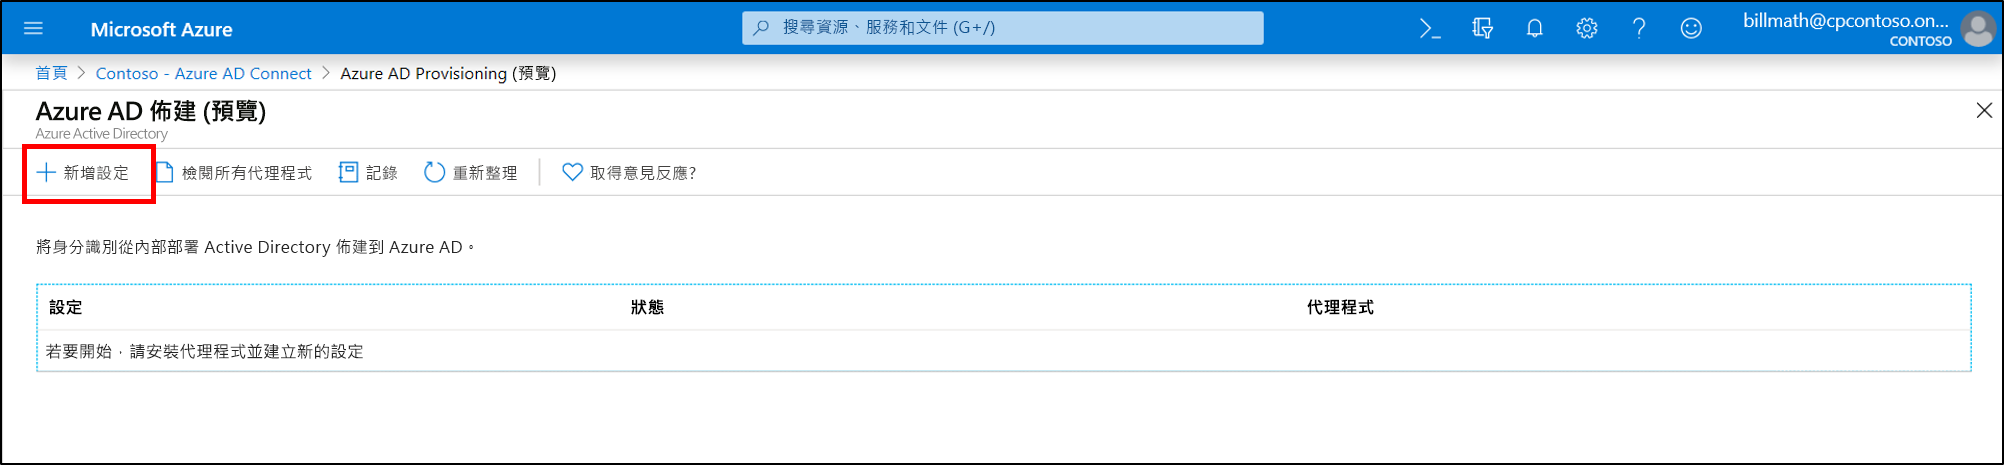 Microsoft Azure
搜尋資源、服務和文件 (G+/)
billmath@cpcontoso.on...
CONTOSO
首頁 > Contoso - Azure AD Connect > Azure AD Provisioning (預覽)
Azure AD 佈建 (預覽)
Azure Active Directory
新增設定 檢閱所有代理程式 記錄 重新整理 取得意見反應?
將身分識別從內部部署 Active Directory 佈建到 Azure AD。
設定 狀態 代理程式
若要開始，請安裝代理程式並建立新的設定